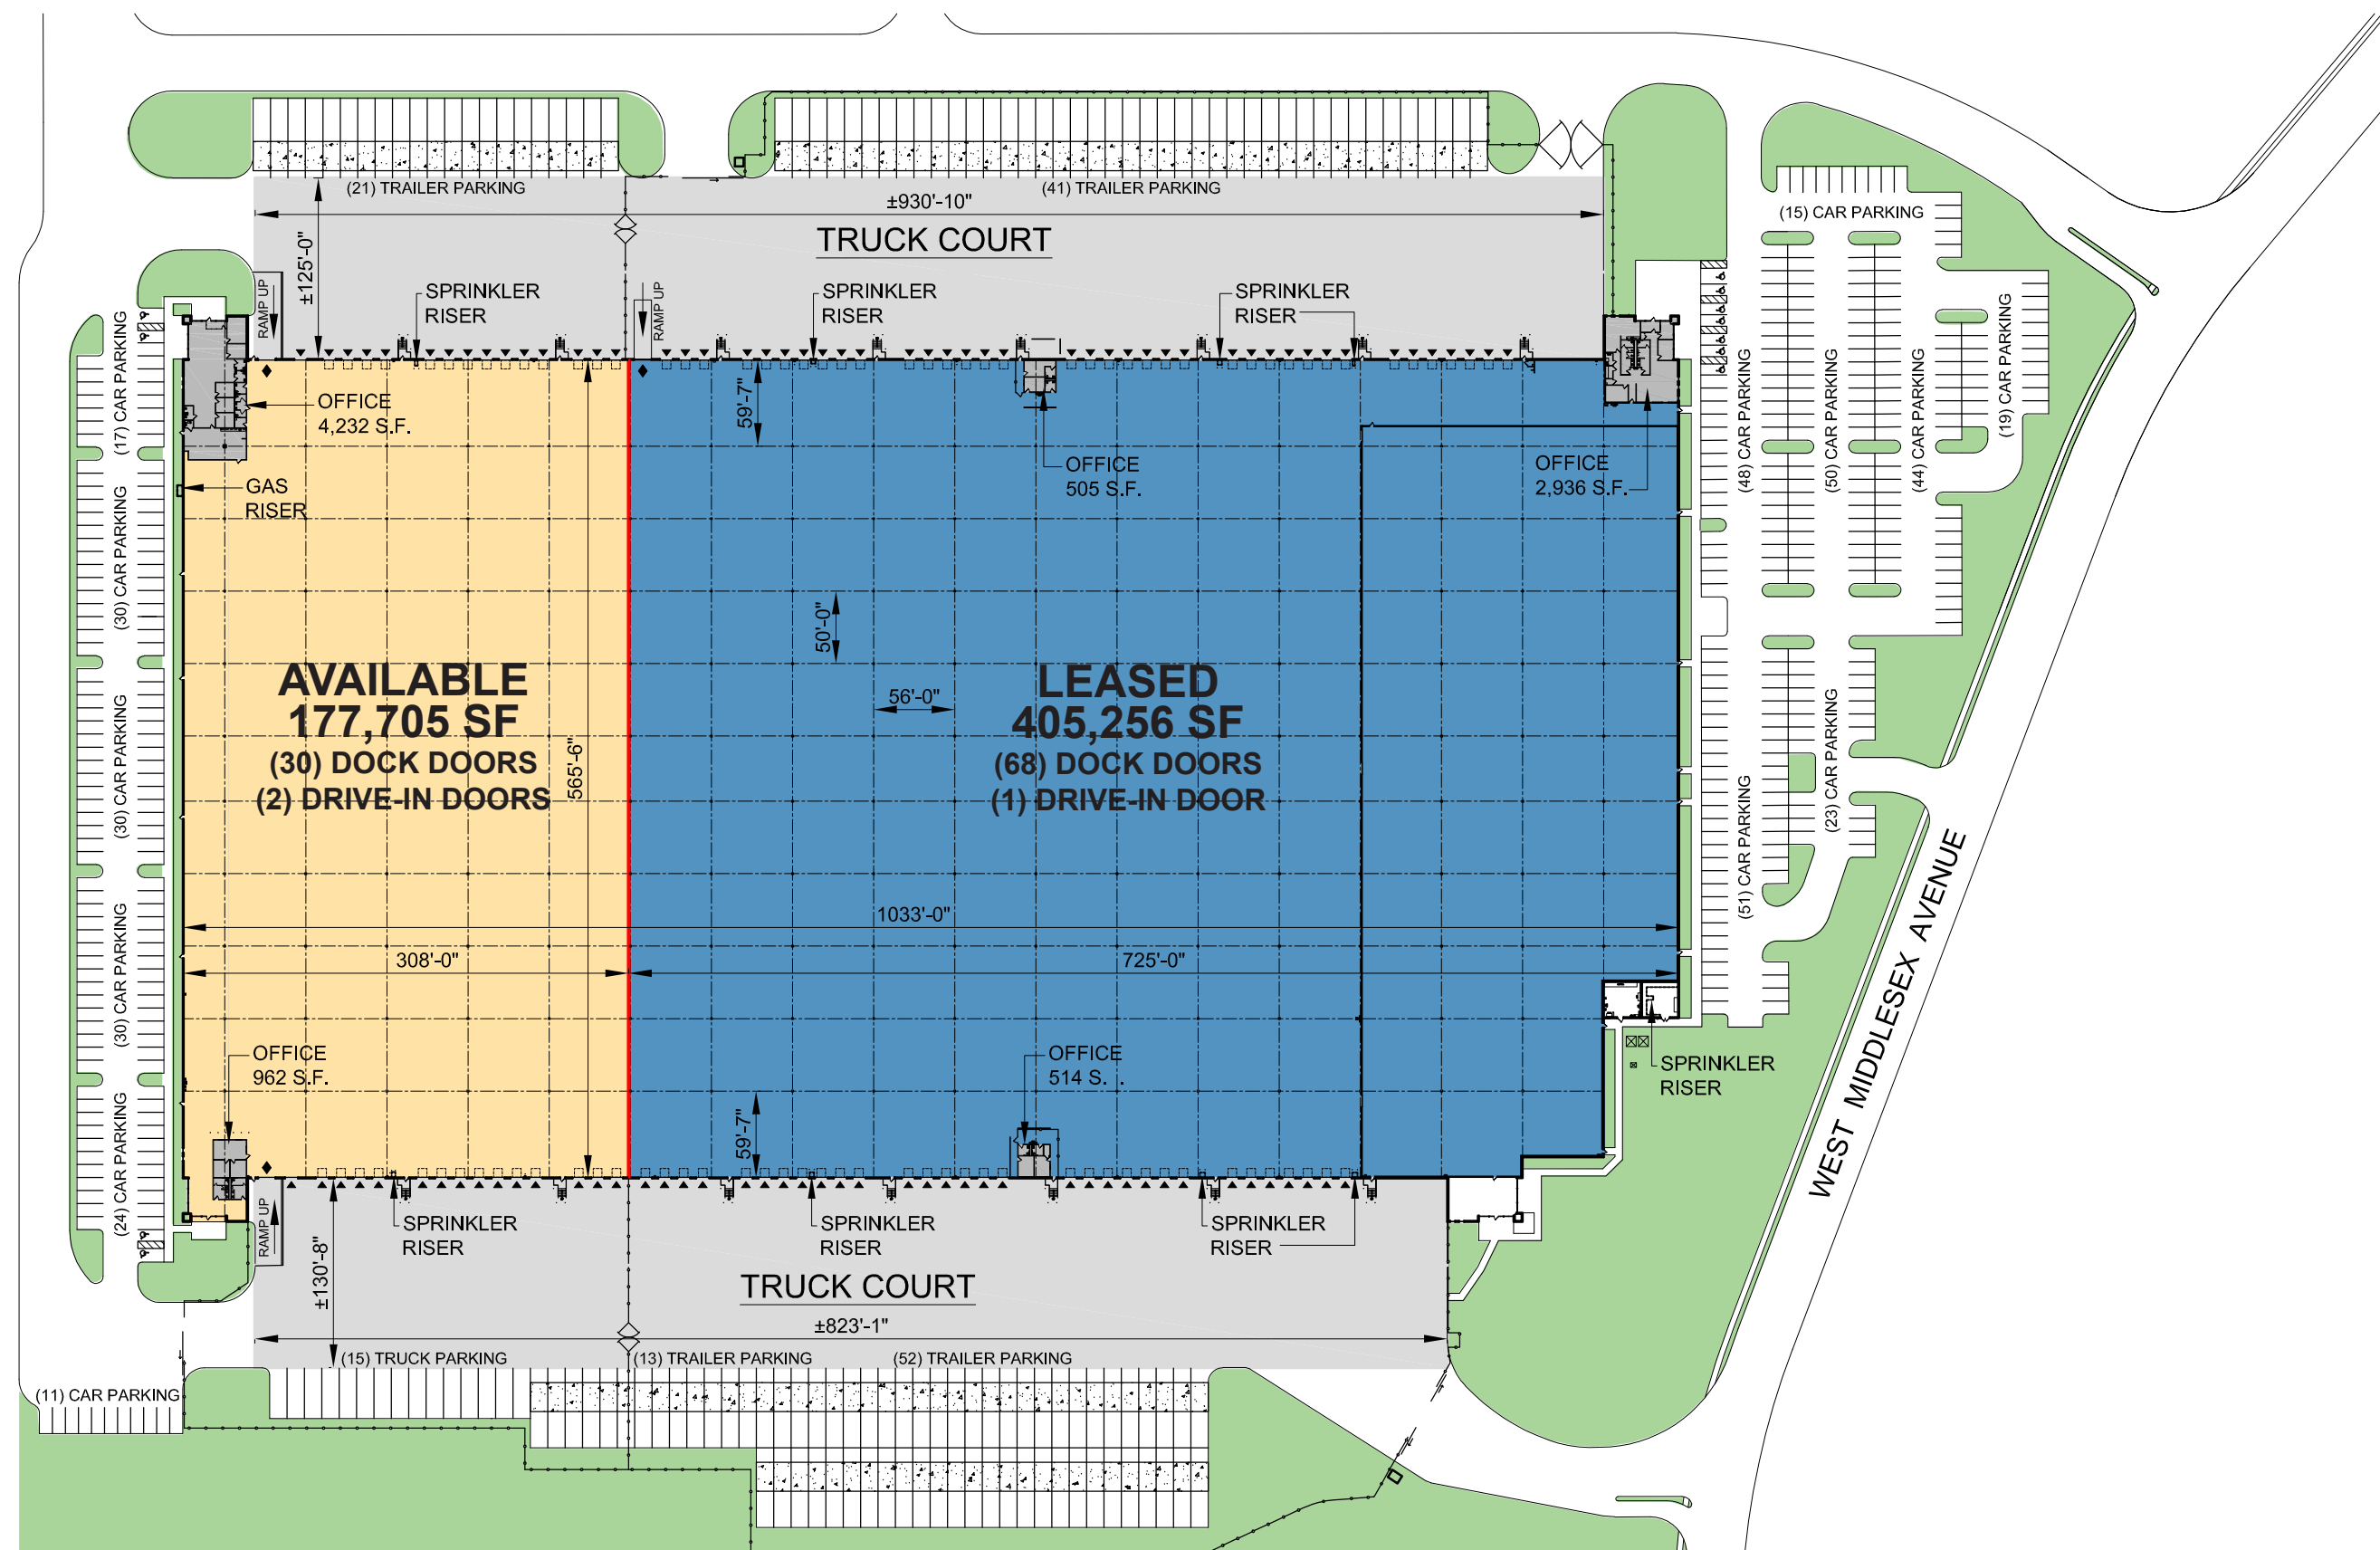 (21) TRAILER PARKING
(41) TRAILER PARKING
±930'-10"
TRUCK COURT
±125'-0"
(15) CAR PARKING
RAMP UP
SPRINKLER
RISER
RAMP UP
SPRINKLER
RISER
SPRINKLER
RISER
(17) CAR PARKING
OFFICE
4,232 S.F.
59'-7"
OFFICE
505 S.F.
OFFICE
2,936 S.F.
(48) CAR PARKING
(50) CAR PARKING
(44) CAR PARKING
(19) CAR PARKING
GAS
RISER
(30) CAR PARKING
50'-0"
AVAILABLE
177,705 SF
(30) DOCK DOORS
(2) DRIVE-IN DOORS
565'-6"
56'-0"
LEASED
405,256 SF
(68) DOCK DOORS
(1) DRIVE-IN DOOR
(30) CAR PARKING
(51) CAR PARKING
(23) CAR PARKING
1033'-0"
308'-0"
725'-0"
(30) CAR PARKING
WEST MIDDLESEX AVENUE
OFFICE
962 S.F.
59'-7"
OFFICE
514 S.
SPRINKLER
RISER
(24) CAR PARKING
RAMP UP
SPRINKLER
RISER
SPRINKLER
RISER
SPRINKLER
RISER
±130'-8"
TRUCK COURT
±823'-1"
(15) TRUCK PARKING
(13) TRAILER PARKING
(52) TRAILER PARKING
(11) CAR PARKING